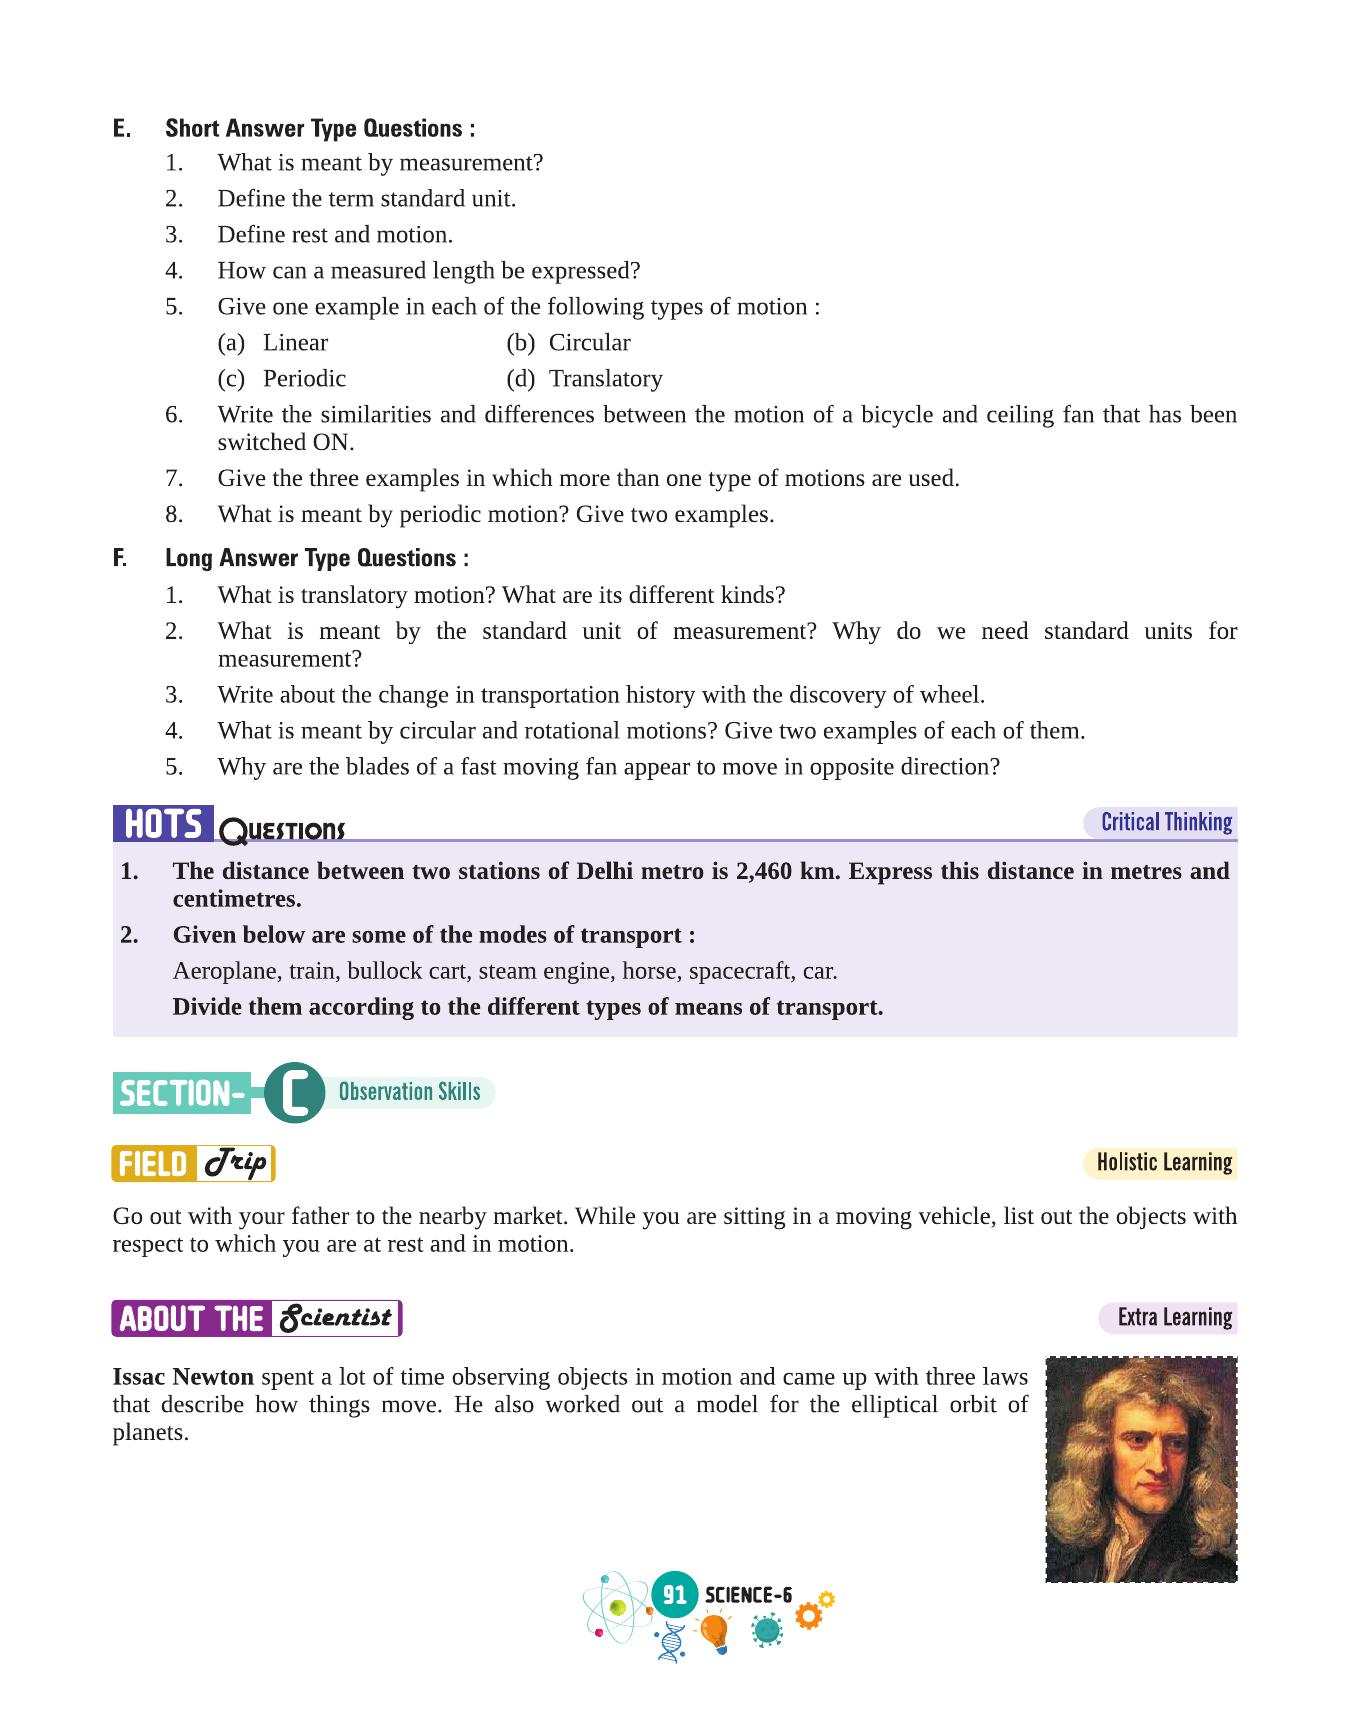 E. Short Answer Type Questions :
1. What is meant by measurement?
2. Define the term standard unit.
3. Define rest and motion.
4. How can a measured length be expressed?
5. Give one example in each of the following types of motion :
(a) Linear (b) Circular
(c) Periodic (d) Translatory
6. Write the similarities and differences between the motion of a bicycle and ceiling fan that has been
switched ON.
7. Give the three examples in which more than one type of motions are used.
8. What is meant by periodic motion? Give two examples.
F. Long Answer Type Questions :
1. What is translatory motion? What are its different kinds?
2. What is meant by the standard unit of measurement? Why do we need standard units for
measurement?
3. Write about the change in transportation history with the discovery of wheel.
4. What is meant by circular and rotational motions? Give two examples of each of them.
5. Why are the blades of a fast moving fan appear to move in opposite direction?
HOTS Questions Critical Thinking
1. The distance between two stations of Delhi metro is 2,460 km. Express this distance in metres and
centimetres.
2. Given below are some of the modes of transport :
Aeroplane, train, bullock cart, steam engine, horse, spacecraft, car.
Divide them according to the different types of means of transport.
SECTION- C Observation Skills
FIELD Trip Holistic Learning
Go out with your father to the nearby market. While you are sitting in a moving vehicle, list out the objects with
respect to which you are at rest and in motion.
ABOUT THE Scientist Extra Learning
Issac Newton spent a lot of time observing objects in motion and came up with three laws
that describe how things move. He also worked out a model for the elliptical orbit of
planets.
91 SCIENCE-6